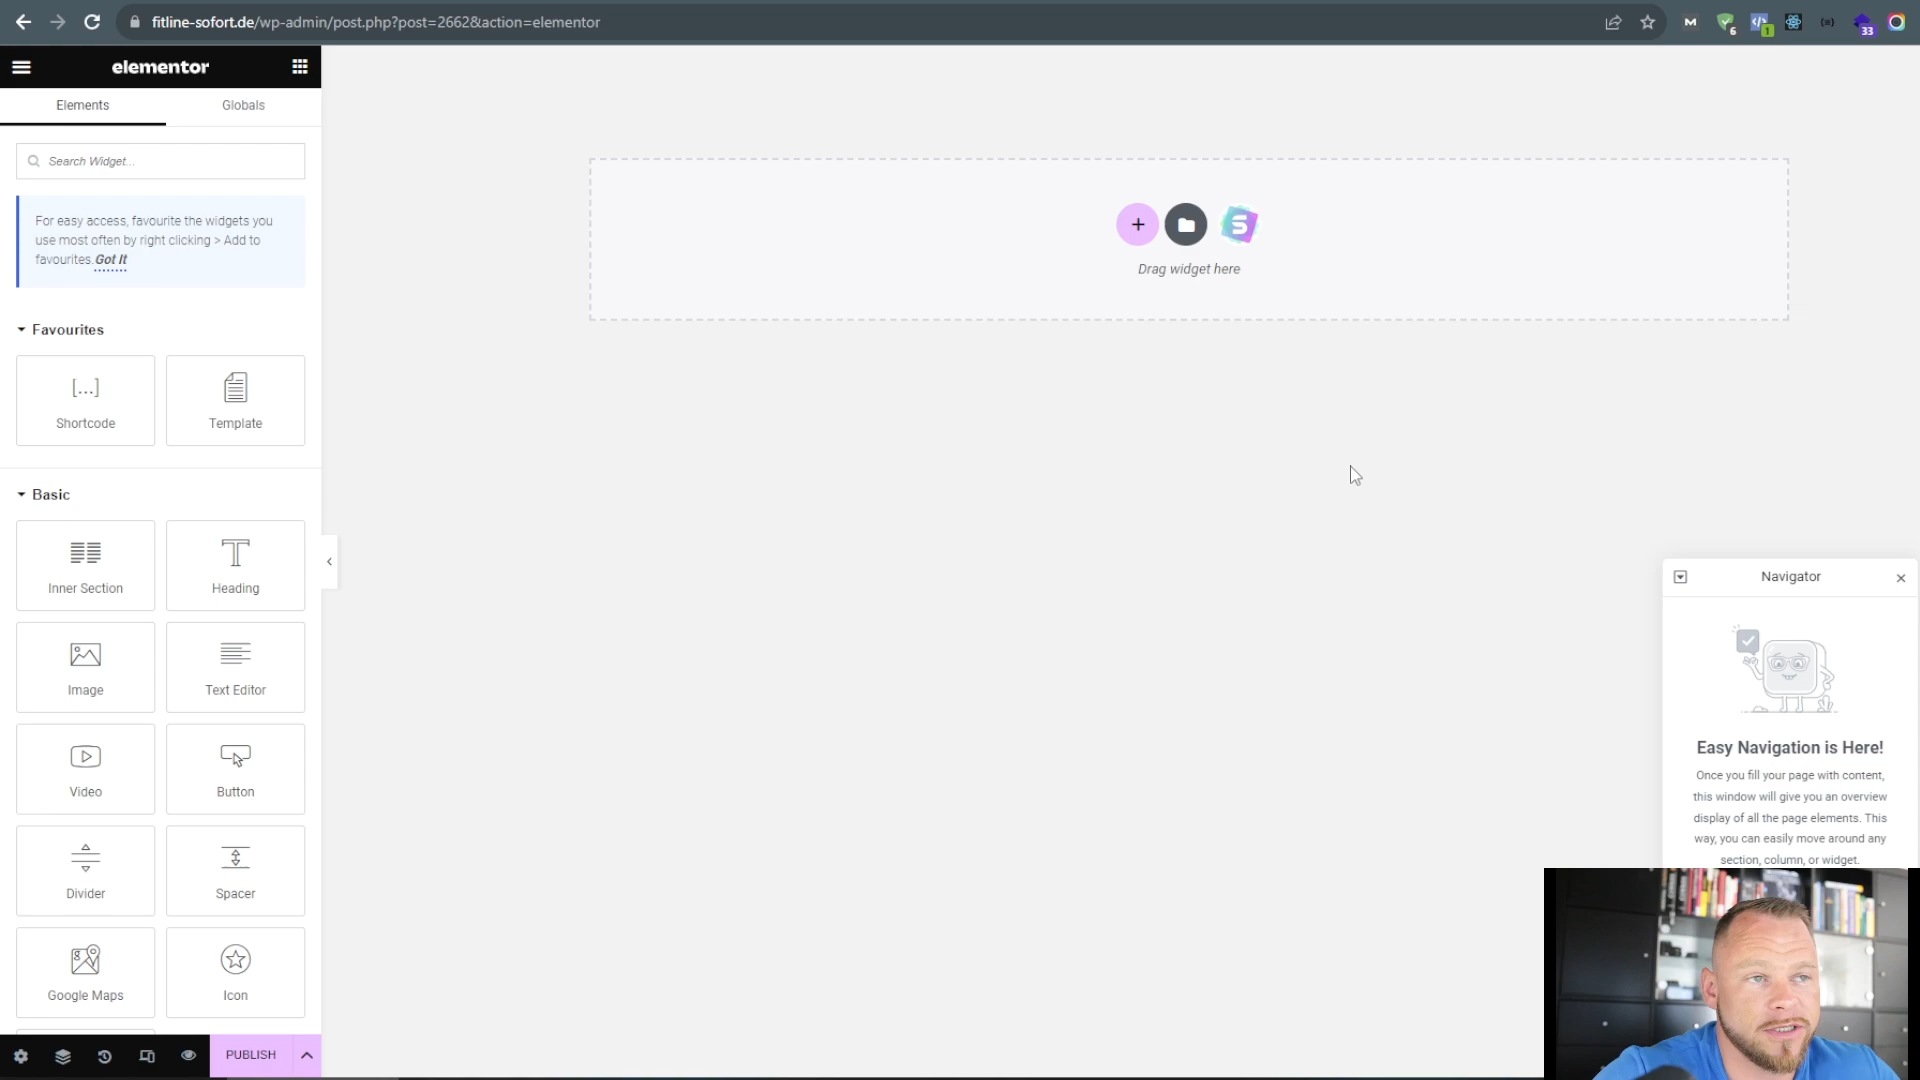 fitline-sofort.de/wp-admin/post.php?post=2662&action=elementor
6
1
33
elementor
Elements
Globals
Search Widget...
For easy access, favourite the widgets you
use most often by right clicking > Add to
favourites. Got It
Favourites
[...]
Shortcode
Template
Basic
Inner Section
Heading
Image
Text Editor
Video
Button
Divider
Spacer
Google Maps
Icon
PUBLISH
Drag widget here
Navigator
Easy Navigation is Here!
Once you fill your page with content,
this window will give you an overview
display of all the page elements. This
way, you can easily move around any
section, column, or widget.